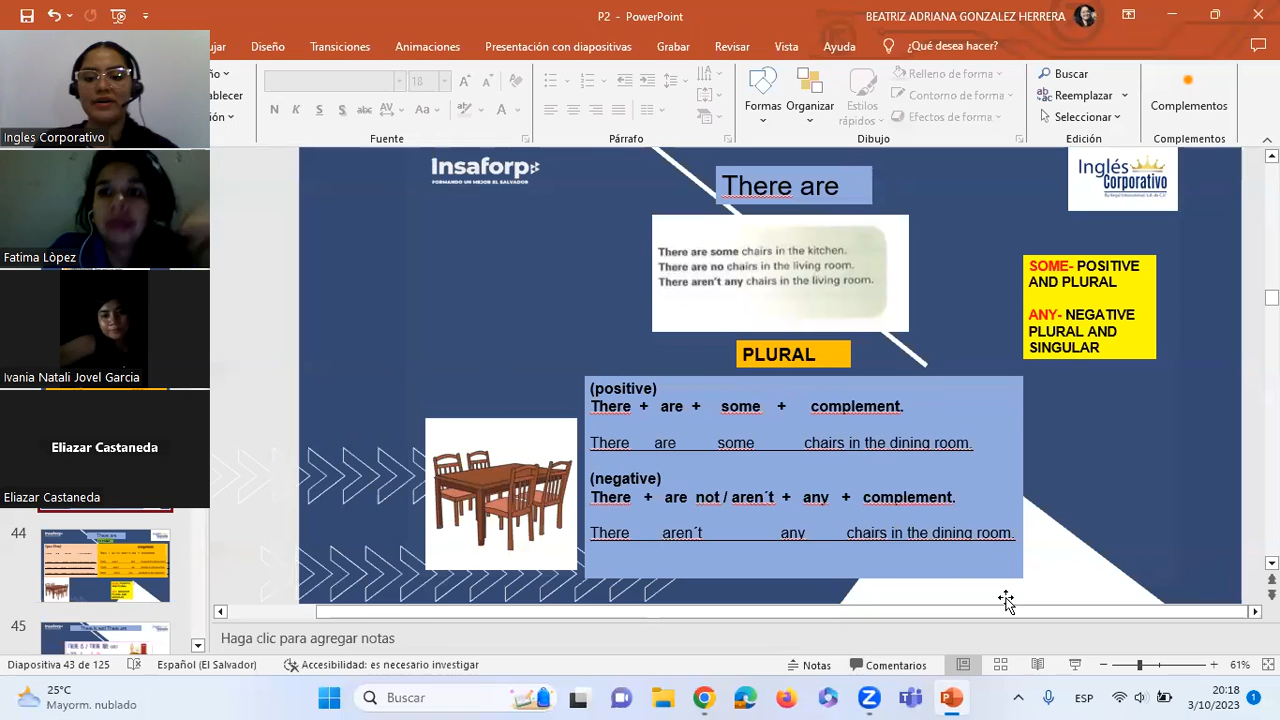 P2 - PowerPoint
BEATRIZ ADRIANA GONZALEZ HERRERA
Diseño
Transiciones
Animaciones
Presentación con diapositivas
Grabar
Revisar
Vista
Ayuda
¿Qué desea hacer?
18
Fuente
Párrafo
Formas
Organizar
Estilos
rápidos
Relleno de forma
Contorno de forma
Efectos de forma
Dibujo
Buscar
Reemplazar
Seleccionar
Edición
Complementos
Complementos
Ingles Corporativo
Ivania Natali Jovel Garcia
Eliazar Castaneda
Eliazar Castaneda
Insaforp
FORMANDO UN MEJOR EL SALVADOR
There are
Inglés
Corporativo
There are some chairs in the kitchen.
There are no chairs in the living room.
There aren't any chairs in the living room.
SOME- POSITIVE
AND PLURAL
ANY- NEGATIVE
PLURAL AND
SINGULAR
PLURAL
(positive)
There + are + some + complement.
There are some chairs in the dining room.
(negative)
There + are not / aren´t + any + complement.
There aren´t any chairs in the dining room.
44
45
Haga clic para agregar notas
Diapositiva 43 de 125
Español (El Salvador)
Accesibilidad: es necesario investigar
Notas
Comentarios
61%
25°C
Mayorm. nublado
Buscar
ESP
20:18
3/10/2023